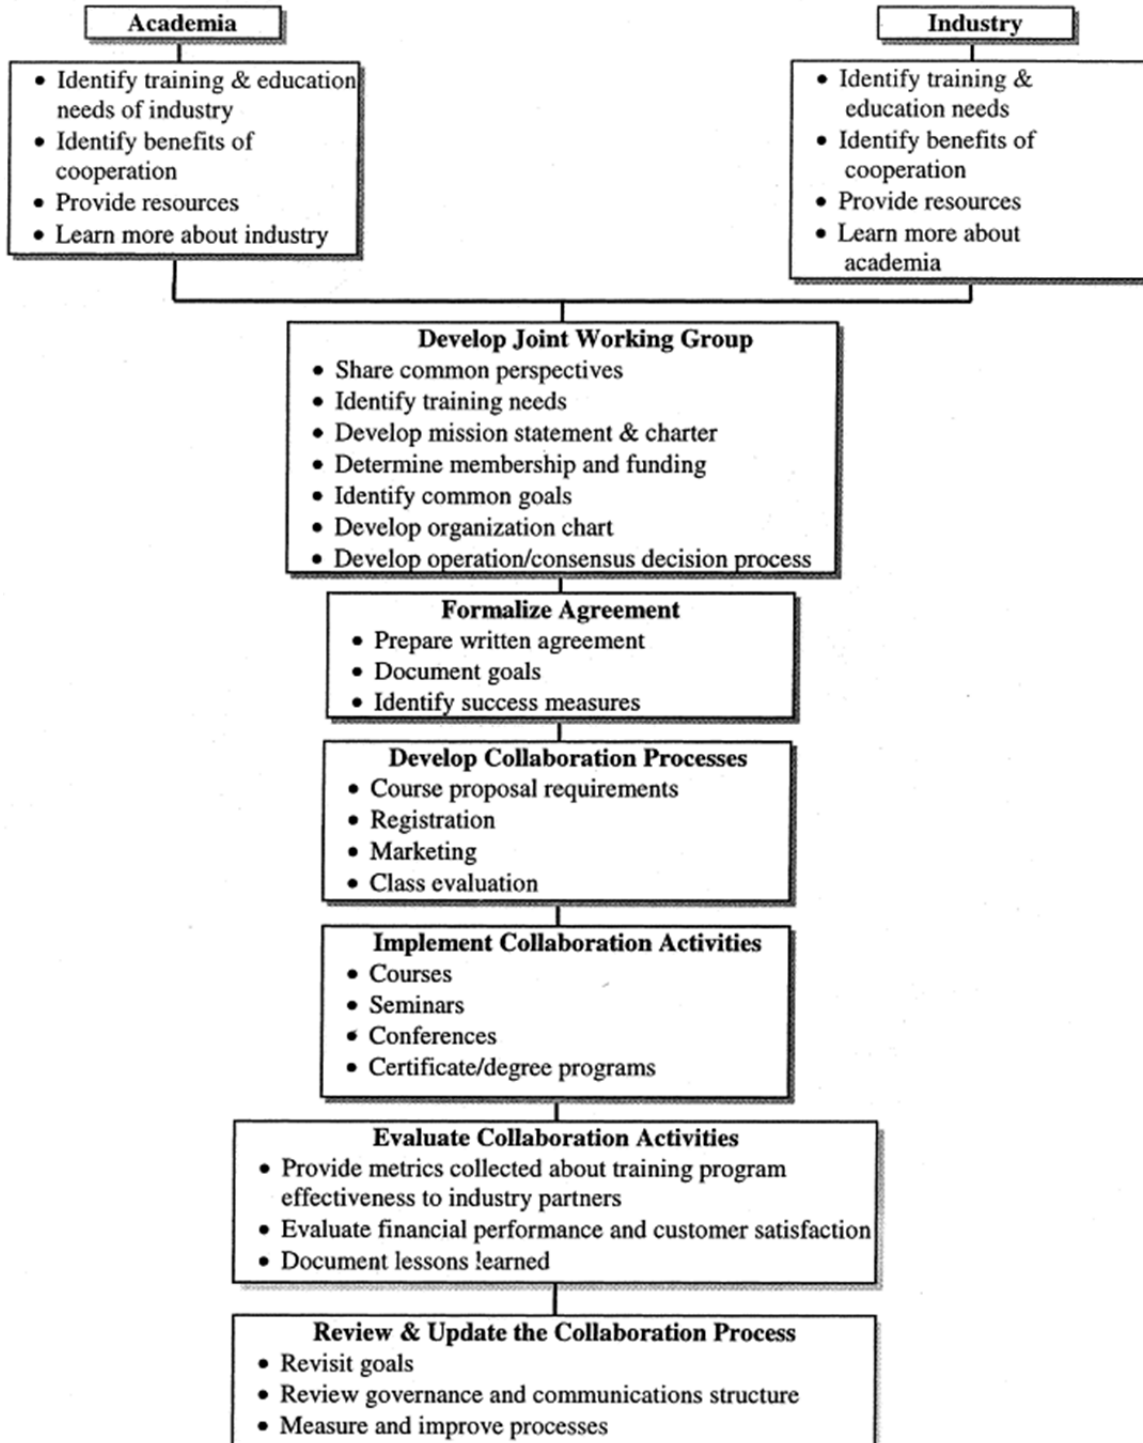 Academia
• Identify training & education
needs of industry
• Identify benefits of
cooperation
• Provide resources
• Learn more about industry
Industry
• Identify training &
education needs
• Identify benefits of
cooperation
• Provide resources
• Learn more about
academia
Develop Joint Working Group
• Share common perspectives
• Identify training needs
• Develop mission statement & charter
• Determine membership and funding
• Identify common goals
• Develop organization chart
• Develop operation/consensus decision process
Formalize Agreement
• Prepare written agreement
• Document goals
• Identify success measures
Develop Collaboration Processes
• Course proposal requirements
• Registration
• Marketing
• Class evaluation
Implement Collaboration Activities
• Courses
• Seminars
• Conferences
• Certificate/degree programs
Evaluate Collaboration Activities
• Provide metrics collected about training program
effectiveness to industry partners
• Evaluate financial performance and customer satisfaction
• Document lessons learned
Review & Update the Collaboration Process
• Revisit goals
• Review governance and communications structure
• Measure and improve processes